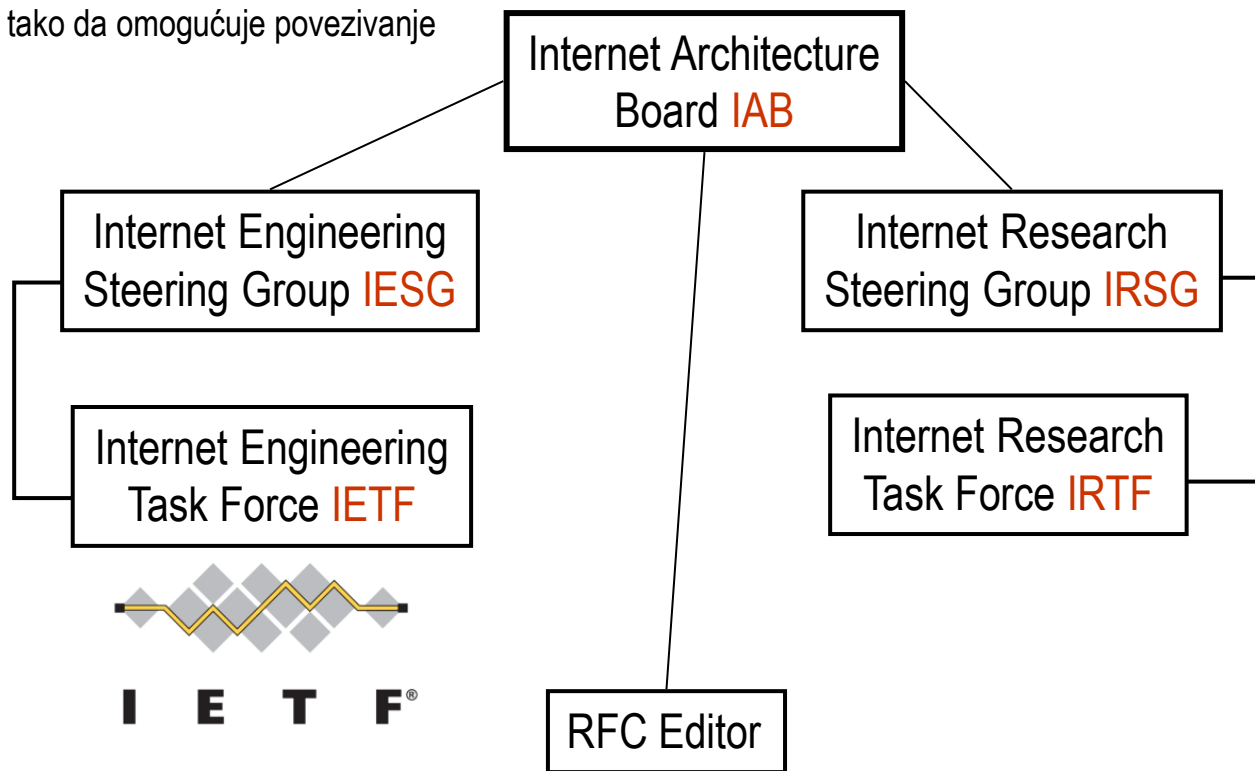 tako da omogućuje povezivanje
Internet Architecture
Board IAB
Internet Engineering
Steering Group IESG
Internet Research
Steering Group IRSG
Internet Engineering
Task Force IETF
Internet Research
Task Force IRTF
I E T F®
RFC Editor